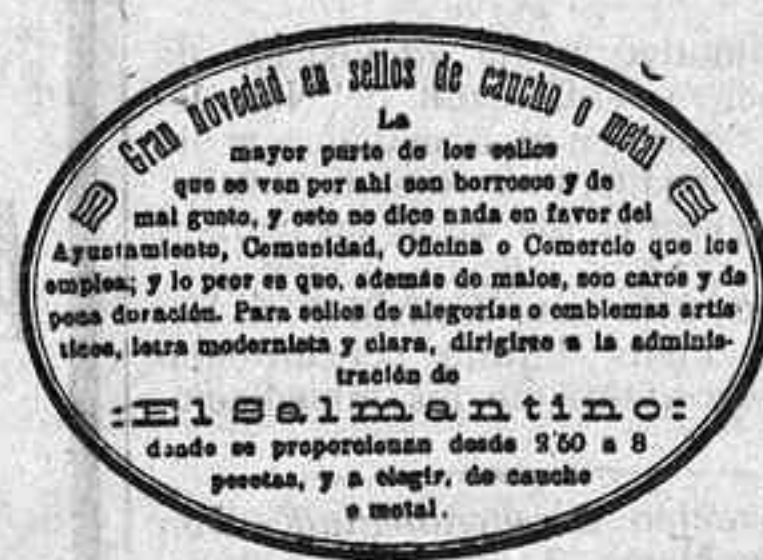 Gran novedad en sellos de caucho o metal
La
mayor parte de los sellos
que se ven por ahí son borrosos y de
mal gusto, y esto no dice nada en favor del
Ayuntamiento, Comunidad, Oficina o Comercio que los
emplea; y lo peor es que, además de malos, son caros y de
poca duración. Para sellos de alegorías o emblemas artís-
ticos, letra modernista y clara, dirigirse a la adminis-
tración de
:El Salmantino:
donde se proporcionan desde 2'50 a 8
pesetas, y a elegir, de caucho
o metal.